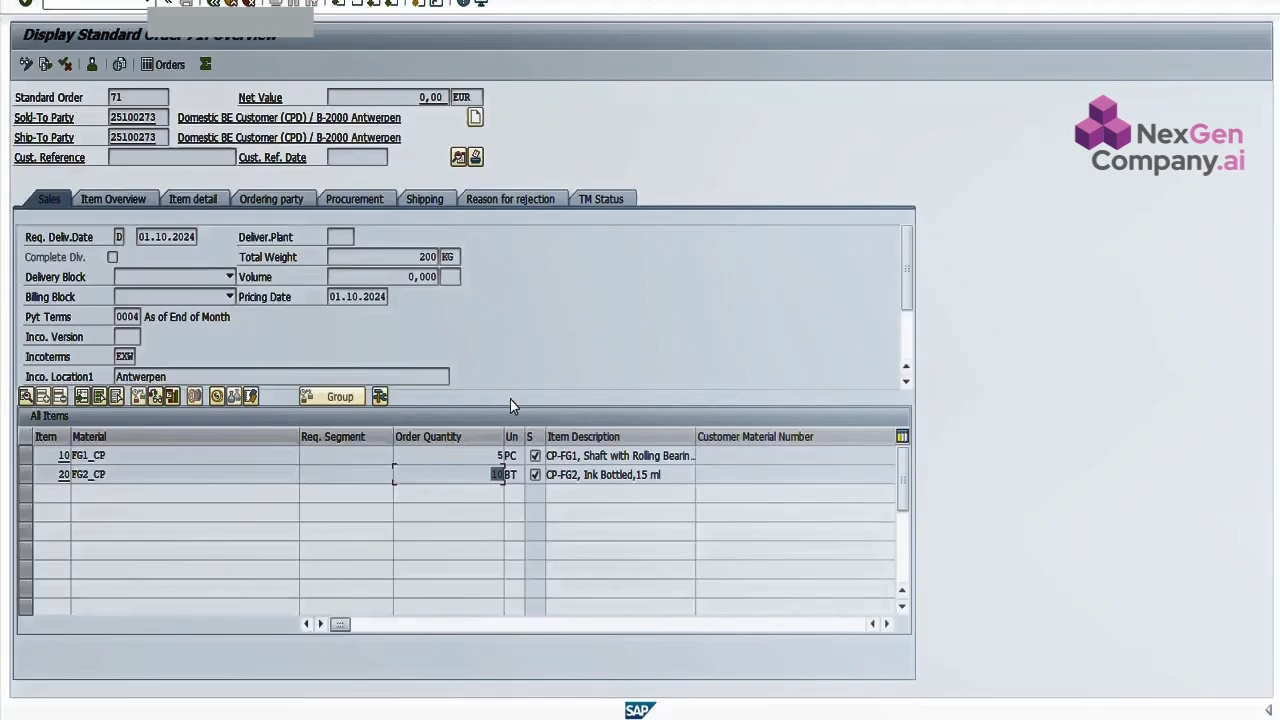 Display Standard Order 71: Overview
Orders
Standard Order 71 Net Value 0,00 EUR
Sold-To Party 25100273 Domestic BE Customer (CPD) / B-2000 Antwerpen
Ship-To Party 25100273 Domestic BE Customer (CPD) / B-2000 Antwerpen
Cust. Reference Cust. Ref. Date
NexGen
Company.ai
Sales Item Overview Item detail Ordering party Procurement Shipping Reason for rejection TM Status
Req. Deliv.Date D 01.10.2024 Deliver.Plant
Complete Dlv. Total Weight 200 KG
Delivery Block Volume 0,000
Billing Block Pricing Date 01.10.2024
Pyt Terms 0004 As of End of Month
Inco. Version
Incoterms EXW
Inco. Location1 Antwerpen
Group
All Items
Item Material Req. Segment Order Quantity Un S Item Description Customer Material Number
10 FG1_CP 5 PC CP-FG1, Shaft with Rolling Bearin..
20 FG2_CP 10 BT CP-FG2, Ink Bottled,15 ml
SAP